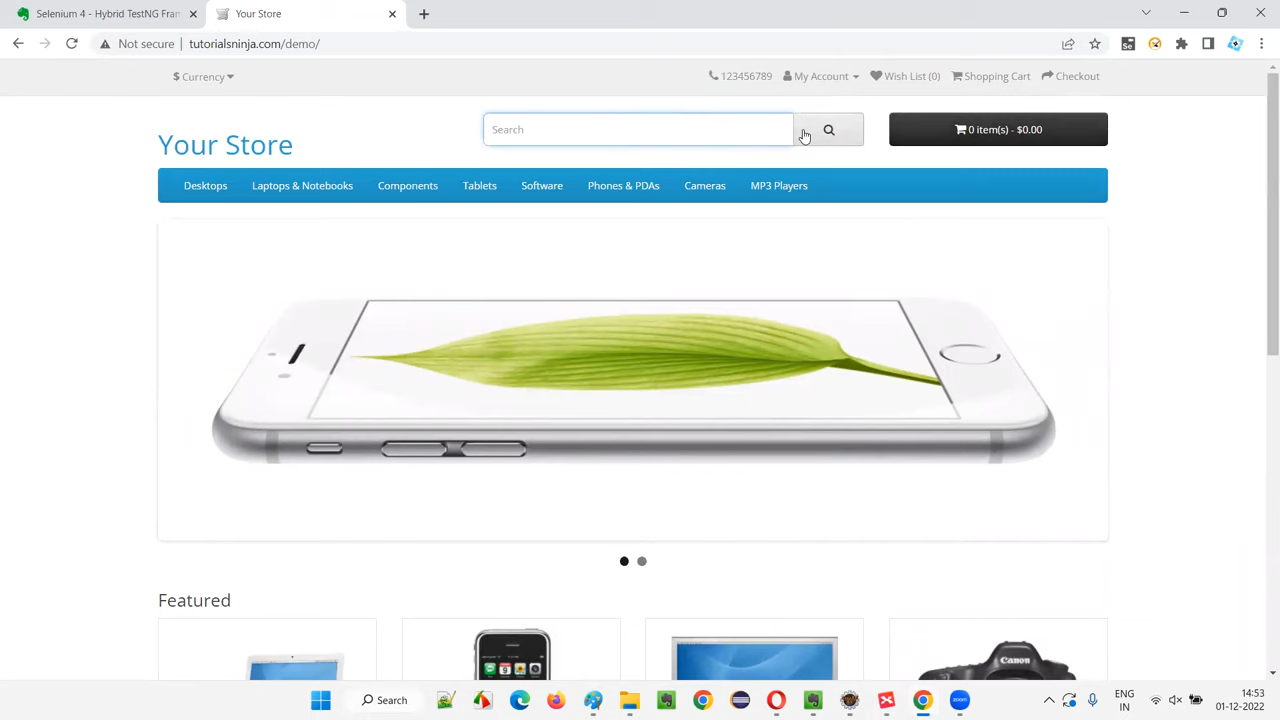 Selenium 4 - Hybrid TestNG Fran
Your Store
Not secure
tutorialsninja.com/demo/
$ Currency
123456789
My Account
Wish List (0)
Shopping Cart
Checkout
Your Store
Search
0 item(s) - $0.00
Desktops
Laptops & Notebooks
Components
Tablets
Software
Phones & PDAs
Cameras
MP3 Players
Featured
Canon
Search
zoom
ENG
IN
14:53
01-12-2022